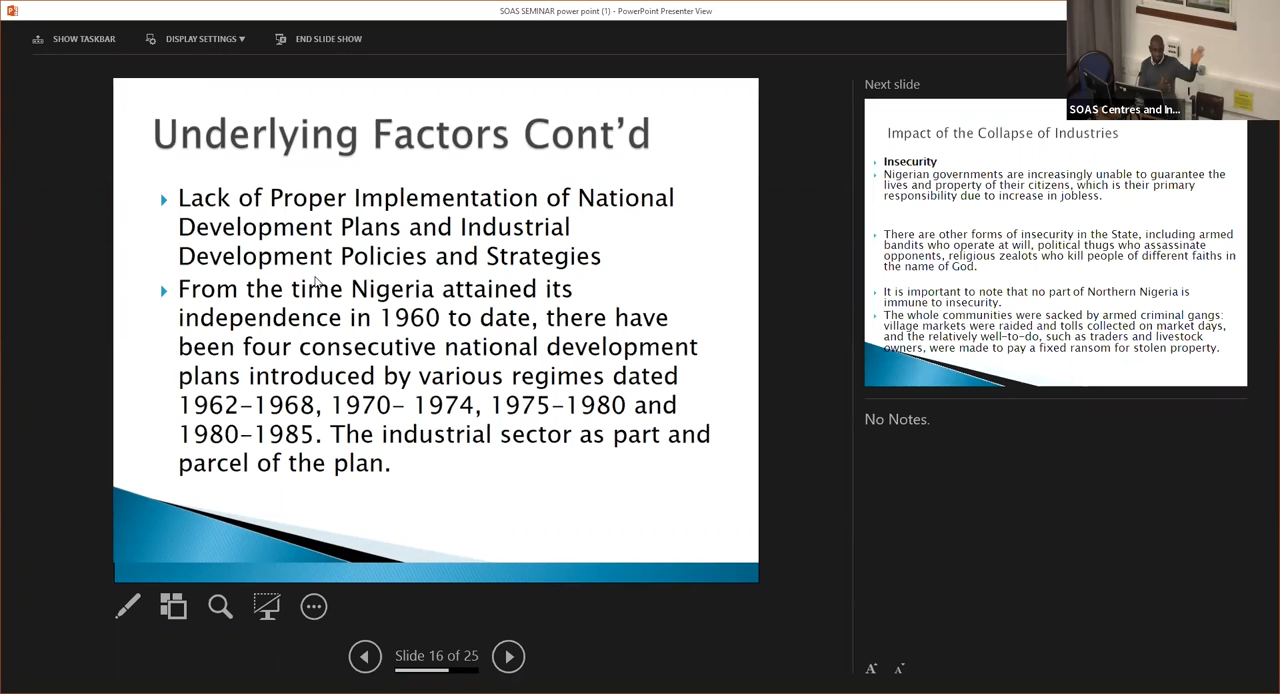 SOAS SEMINAR power point (1) - PowerPoint Presenter View
SHOW TASKBAR
DISPLAY SETTINGS ▼
END SLIDE SHOW
Underlying Factors Cont’d
Lack of Proper Implementation of National
Development Plans and Industrial
Development Policies and Strategies
From the time Nigeria attained its
independence in 1960 to date, there have
been four consecutive national development
plans introduced by various regimes dated
1962-1968, 1970- 1974, 1975-1980 and
1980-1985. The industrial sector as part and
parcel of the plan.
Slide 16 of 25
SOAS Centres and In...
Next slide
Impact of the Collapse of Industries
Insecurity
Nigerian governments are increasingly unable to guarantee the
lives and property of their citizens, which is their primary
responsibility due to increase in jobless.
There are other forms of insecurity in the State, including armed
bandits who operate at will, political thugs who assassinate
opponents, religious zealots who kill people of different faiths in
the name of God.
It is important to note that no part of Northern Nigeria is
immune to insecurity.
The whole communities were sacked by armed criminal gangs:
village markets were raided and tolls collected on market days,
and the relatively well-to-do, such as traders and livestock
owners, were made to pay a fixed ransom for stolen property.
No Notes.
A A